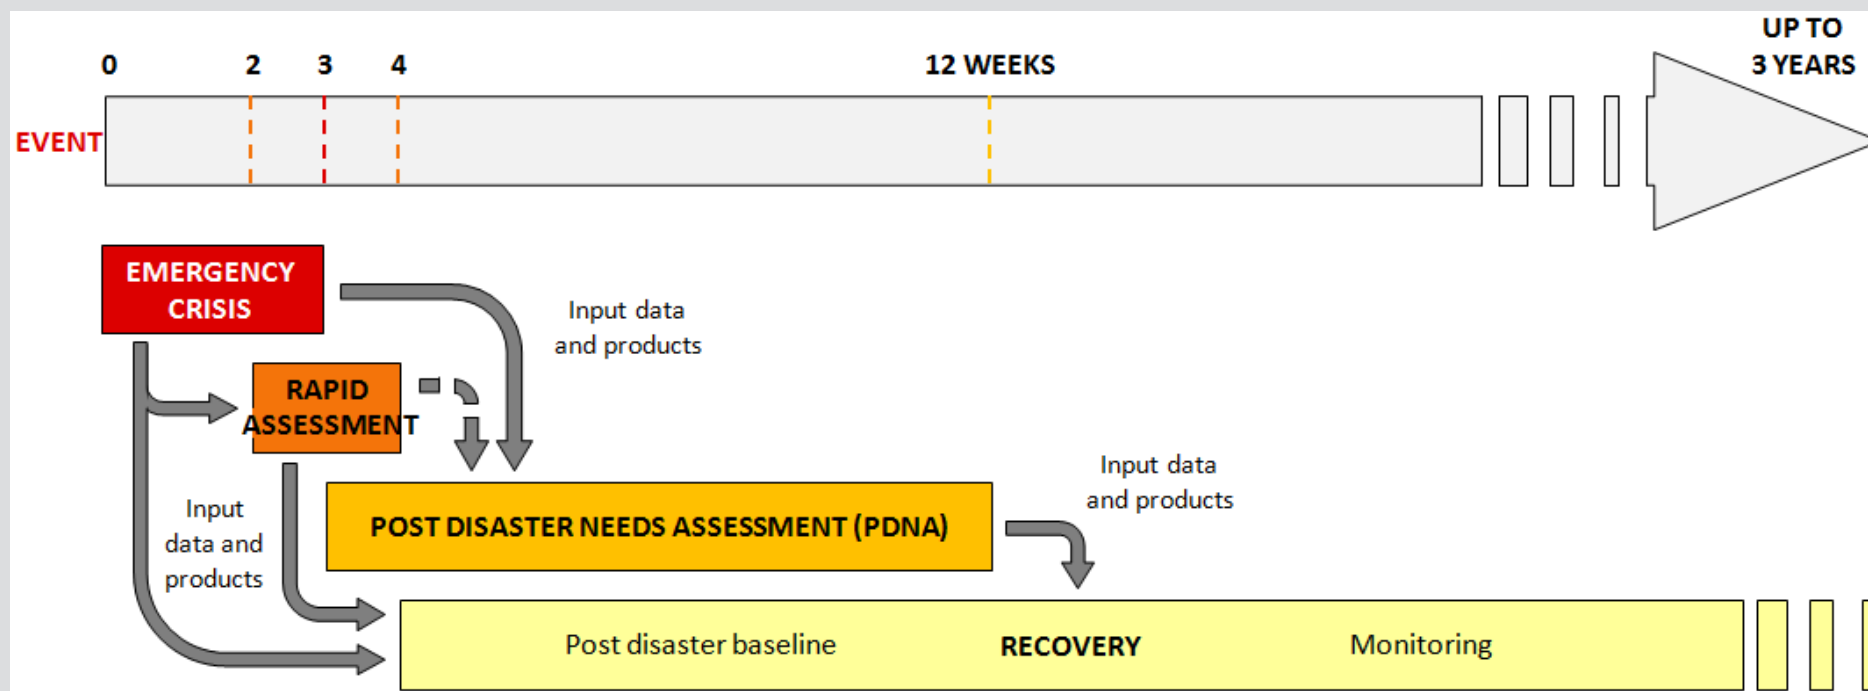 UP TO
0 2 3 4 12 WEEKS 3 YEARS
EVENT
EMERGENCY
CRISIS
Input data
and products
RAPID
ASSESSMENT
Input data
and products
Input
data and
products
POST DISASTER NEEDS ASSESSMENT (PDNA)
Post disaster baseline RECOVERY Monitoring